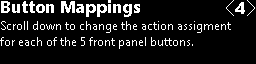 Button Mappings 4
Scroll down to change the action assigment
for each of the 5 front panel buttons.